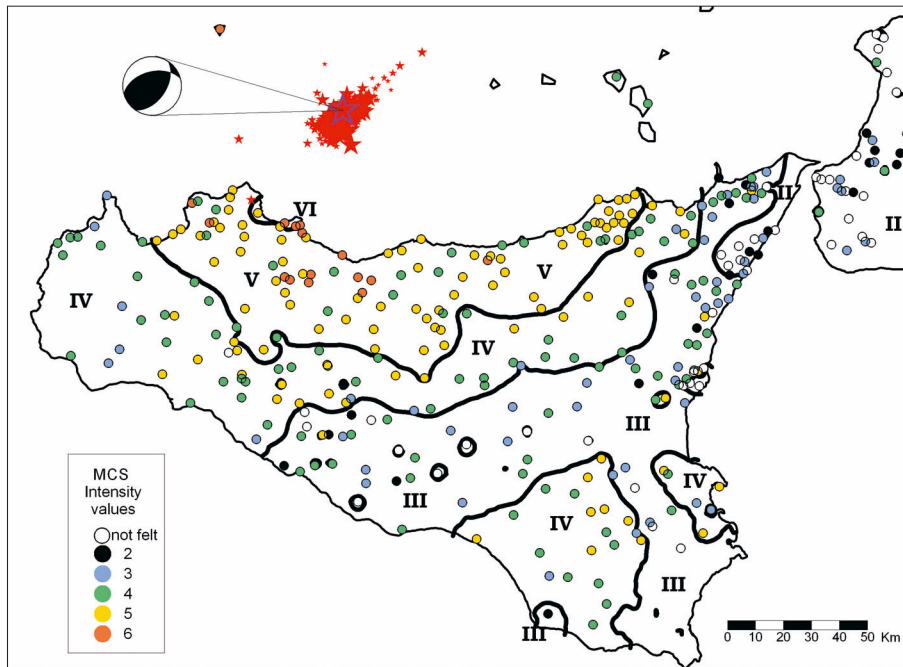 II
VI
II
V
V
IV
IV
III
IV
IV
III
III
III
MCS
Intensity
values
not felt
2
3
4
5
6
0 10 20 30 40 50 Km